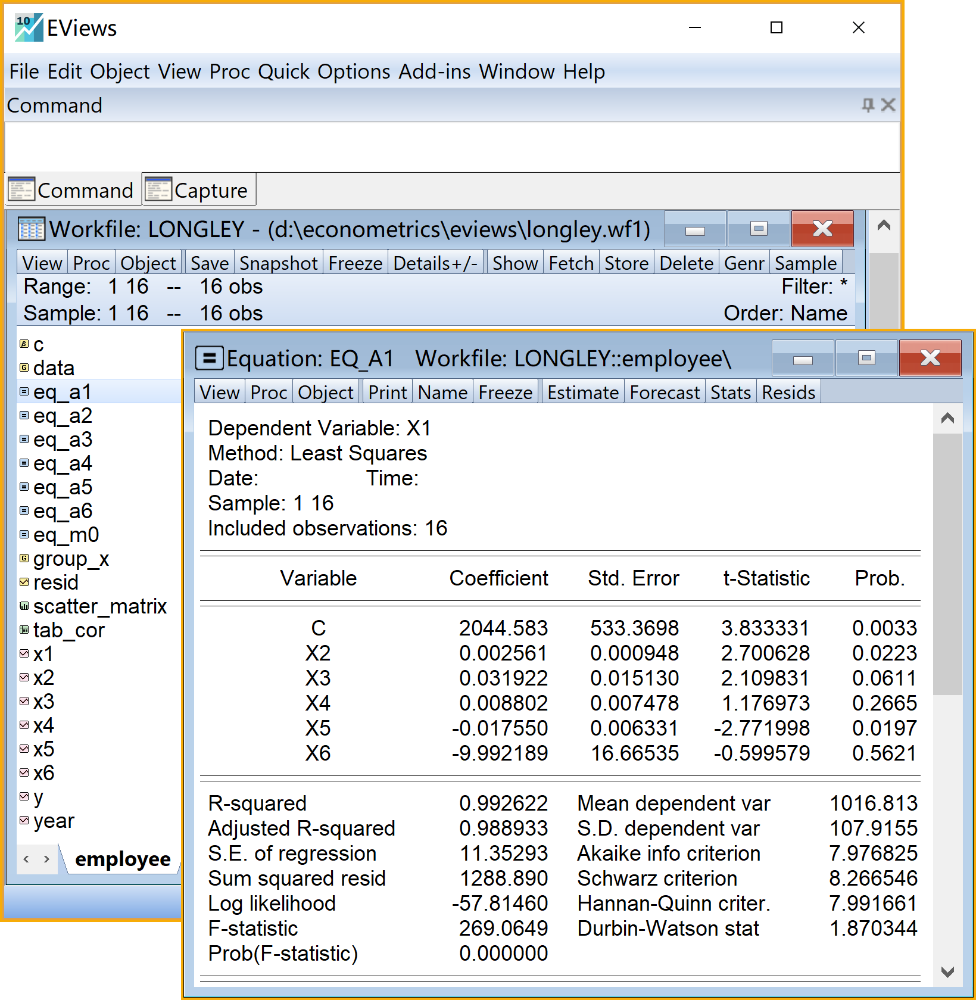 10 EViews
File Edit Object View Proc Quick Options Add-ins Window Help
Command
Command Capture
Workfile: LONGLEY - (d:\econometrics\eviews\longley.wf1)
View Proc Object Save Snapshot Freeze Details+/- Show Fetch Store Delete Genr Sample
Range: 1 16 -- 16 obs Filter: *
Sample: 1 16 -- 16 obs Order: Name
c
data
eq_a1
eq_a2
eq_a3
eq_a4
eq_a5
eq_a6
eq_m0
group_x
resid
scatter_matrix
tab_cor
x1
x2
x3
x4
x5
x6
y
year
employee
Equation: EQ_A1 Workfile: LONGLEY::employee\
View Proc Object Print Name Freeze Estimate Forecast Stats Resids
Dependent Variable: X1
Method: Least Squares
Date: Time:
Sample: 1 16
Included observations: 16
Variable Coefficient Std. Error t-Statistic Prob.
C 2044.583 533.3698 3.833331 0.0033
X2 0.002561 0.000948 2.700628 0.0223
X3 0.031922 0.015130 2.109831 0.0611
X4 0.008802 0.007478 1.176973 0.2665
X5 -0.017550 0.006331 -2.771998 0.0197
X6 -9.992189 16.66535 -0.599579 0.5621
R-squared 0.992622 Mean dependent var 1016.813
Adjusted R-squared 0.988933 S.D. dependent var 107.9155
S.E. of regression 11.35293 Akaike info criterion 7.976825
Sum squared resid 1288.890 Schwarz criterion 8.266546
Log likelihood -57.81460 Hannan-Quinn criter. 7.991661
F-statistic 269.0649 Durbin-Watson stat 1.870344
Prob(F-statistic) 0.000000